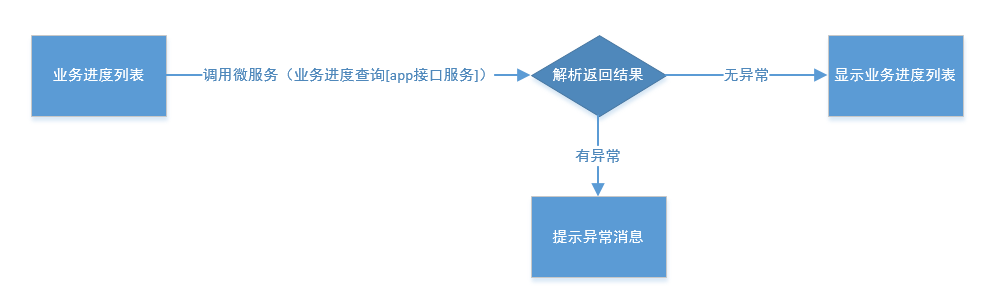 业务进度列表
调用微服务（业务进度查询[app接口服务]）
解析返回结果
无异常
显示业务进度列表
有异常
提示异常消息